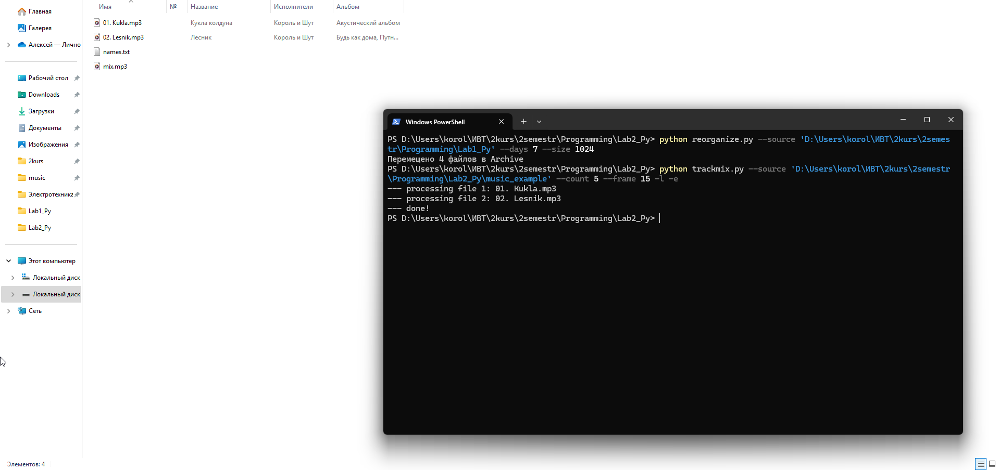 Главная
Галерея
Алексей — Лично
Рабочий стол
Downloads
Загрузки
Документы
Изображения
2kurs
music
Электротехника
Lab1_Py
Lab2_Py
Этот компьютер
Локальный диск
Локальный диск
Сеть
Элементов: 4
Имя № Название Исполнители Альбом
01. Kukla.mp3 Кукла колдуна Король и Шут Акустический альбом
02. Lesnik.mp3 Лесник Король и Шут Будь как дома, Путн...
names.txt
mix.mp3
Windows PowerShell
PS D:\Users\korol\ИВТ\2kurs\2semestr\Programming\Lab2_Py> python reorganize.py --source 'D:\Users\korol\ИВТ\2kurs\2semes
tr\Programming\Lab1_Py' --days 7 --size 1024
Перемещено 4 файлов в Archive
PS D:\Users\korol\ИВТ\2kurs\2semestr\Programming\Lab2_Py> python trackmix.py --source 'D:\Users\korol\ИВТ\2kurs\2semestr
\Programming\Lab2_Py\music_example' --count 5 --frame 15 -l -e
--- processing file 1: 01. Kukla.mp3
--- processing file 2: 02. Lesnik.mp3
--- done!
PS D:\Users\korol\ИВТ\2kurs\2semestr\Programming\Lab2_Py>